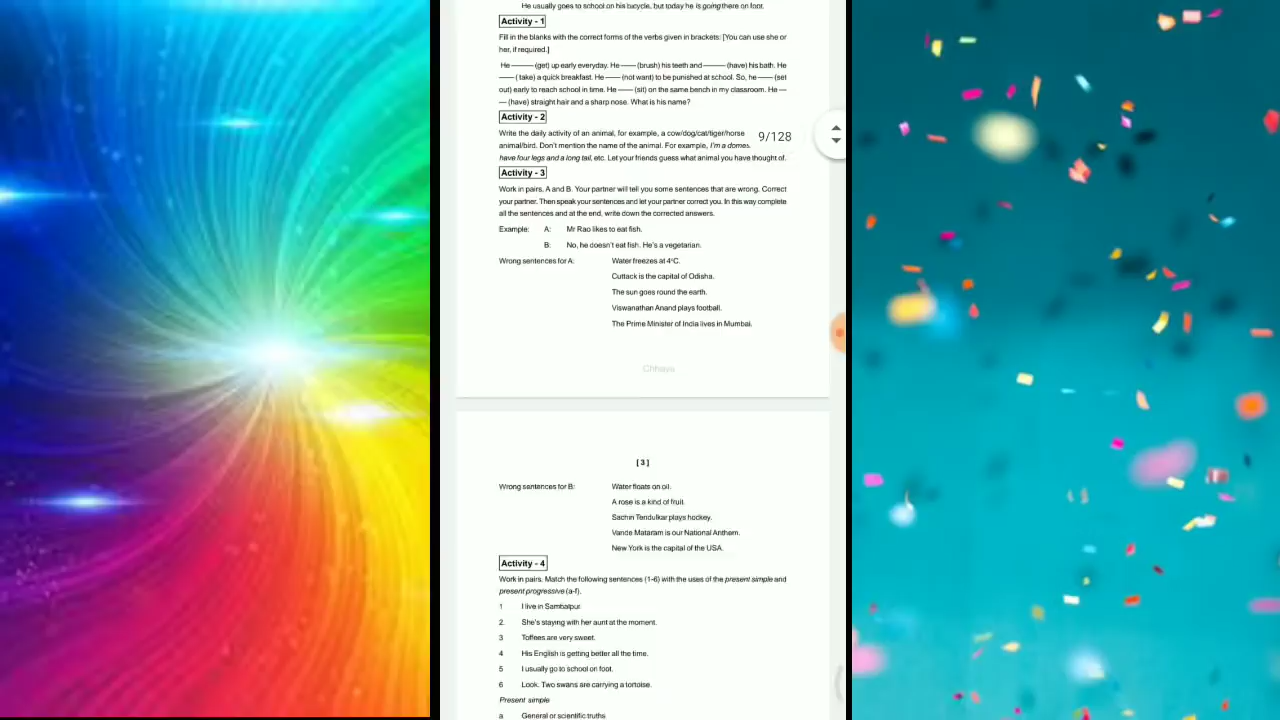 He usually goes to school on his bicycle, but today he is going there on foot.
Activity - 1
Fill in the blanks with the correct forms of the verbs given in brackets: [You can use she or
her, if required.]
He ——— (get) up early everyday. He —— (brush) his teeth and ——— (have) his bath. He
—— ( take) a quick breakfast. He —— (not want) to be punished at school. So, he —— (set
out) early to reach school in time. He —— (sit) on the same bench in my classroom. He —
— (have) straight hair and a sharp nose. What is his name?
Activity - 2
Write the daily activity of an animal, for example, a cow/dog/cat/tiger/horse
9/128
animal/bird. Don't mention the name of the animal. For example, I'm a domes
have four legs and a long tail, etc. Let your friends guess what animal you have thought of.
Activity - 3
Work in pairs, A and B. Your partner will tell you some sentences that are wrong. Correct
your partner. Then speak your sentences and let your partner correct you. In this way complete
all the sentences and at the end, write down the corrected answers.
Example: A: Mr Rao likes to eat fish.
B: No, he doesn't eat fish. He's a vegetarian.
Wrong sentences for A: Water freezes at 4°C.
Cuttack is the capital of Odisha.
The sun goes round the earth.
Viswanathan Anand plays football.
The Prime Minister of India lives in Mumbai.
Chhaya
[ 3 ]
Wrong sentences for B: Water floats on oil.
A rose is a kind of fruit.
Sachin Tendulkar plays hockey.
Vande Mataram is our National Anthem.
New York is the capital of the USA.
Activity - 4
Work in pairs. Match the following sentences (1-6) with the uses of the present simple and
present progressive (a-f).
1 I live in Sambalpur.
2. She's staying with her aunt at the moment.
3 Toffees are very sweet.
4 His English is getting better all the time.
5 I usually go to school on foot.
6 Look. Two swans are carrying a tortoise.
Present simple
a General or scientific truths